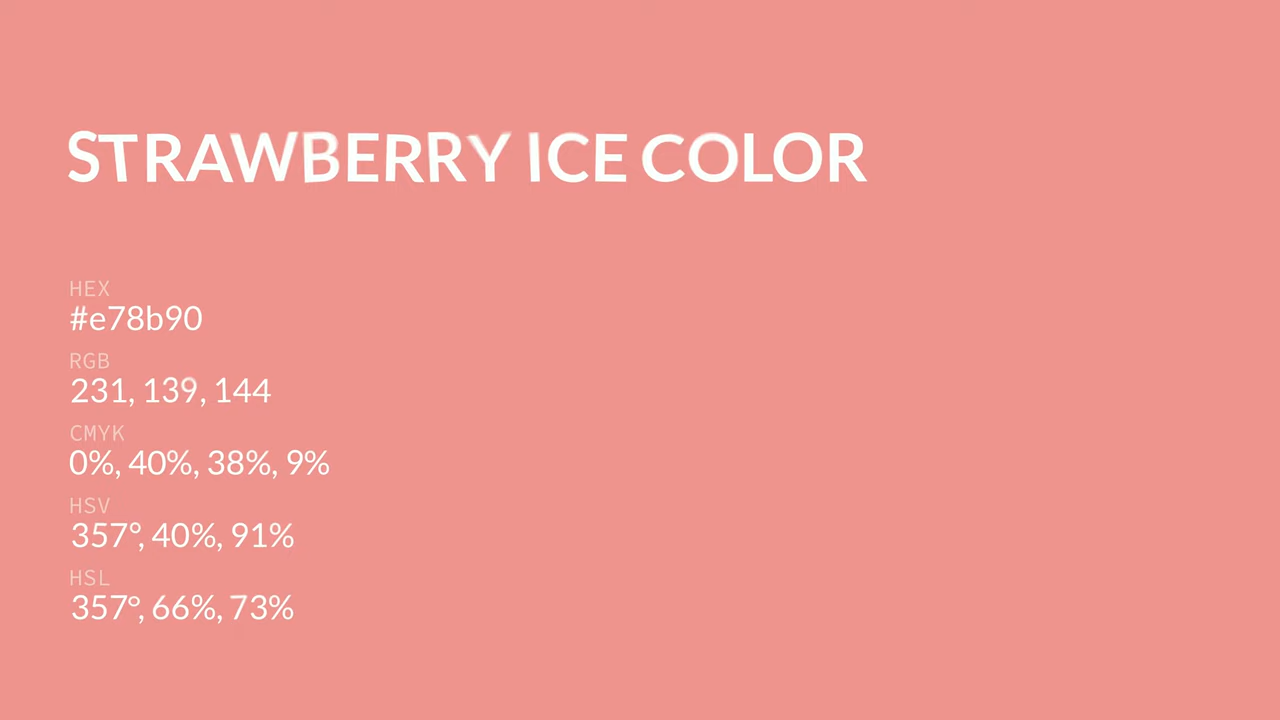 STRAWBERRY ICE COLOR
HEX
#e78b90
RGB
231, 139, 144
CMYK
0%, 40%, 38%, 9%
HSV
357°, 40%, 91%
HSL
357°, 66%, 73%